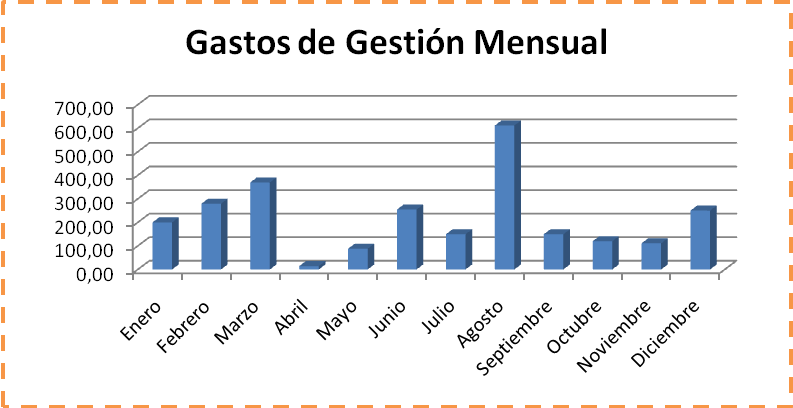 Gastos de Gestión Mensual
700,00
600,00
500,00
400,00
300,00
200,00
100,00
0,00
Enero
Febrero
Marzo
Abril
Mayo
Junio
Julio
Agosto
Septiembre
Octubre
Noviembre
Diciembre